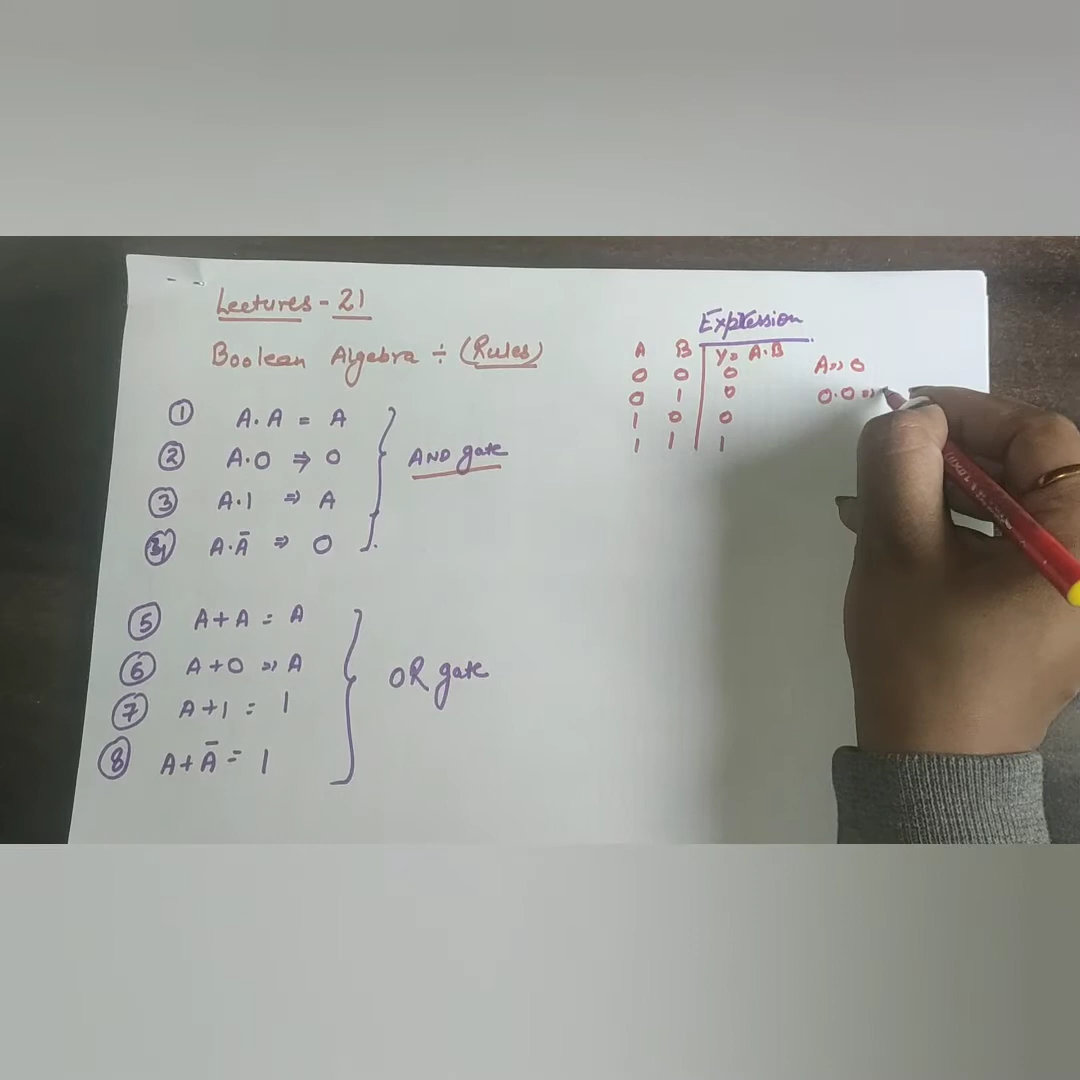 Lectures - 21
Boolean Algebra ÷ (Rules)
① A.A = A
② A.0 ⇒ 0
③ A.1 ⇒ A
A.Ā ⇒ 0
AND gate
⑤ A+A = A
⑥ A+0 ⇒ A
⑦ A+1 = 1
⑧ A+Ā = 1
OR gate
Expression
A B Y= A.B
0 0 0
0 1 0
1 0 0
1 1 1
A⇒ 0
0.0 ⇒